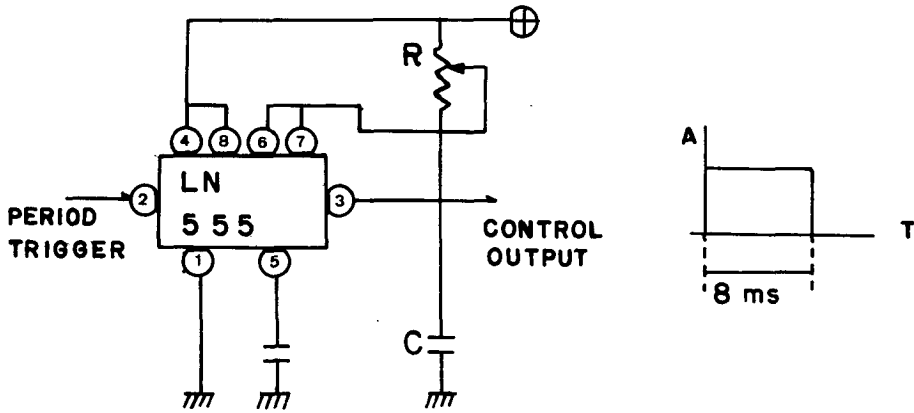 R
4 8 6 7
LN
555
2
3
PERIOD
TRIGGER
CONTROL
OUTPUT
1 5
C
A
T
8 ms